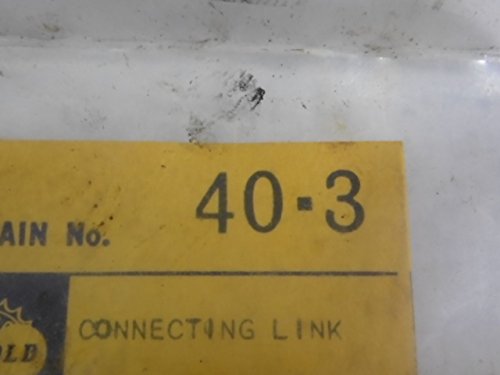 40-3
AIN No.
CONNECTING LINK
OLD